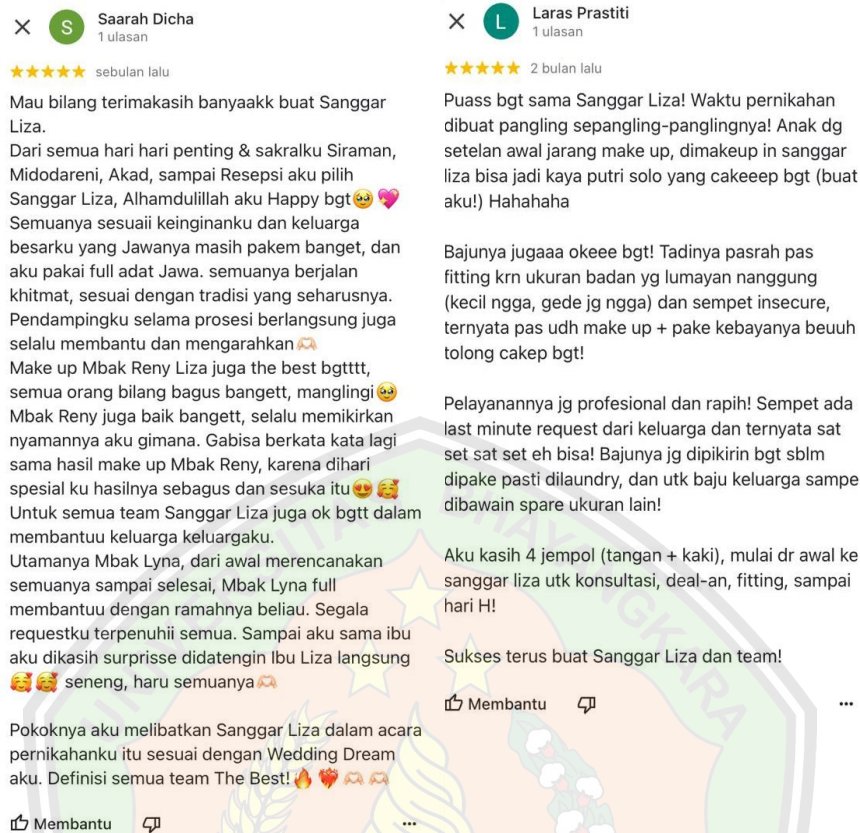 S
Saarah Dicha
1 ulasan
sebulan lalu
Mau bilang terimakasih banyaakk buat Sanggar
Liza.
Dari semua hari hari penting & sakralku Siraman,
Midodareni, Akad, sampai Resepsi aku pilih
Sanggar Liza, Alhamdulillah aku Happy bgt🥹💖
Semuanya sesuaii keinginanku dan keluarga
besarku yang Jawanya masih pakem banget, dan
aku pakai full adat Jawa. semuanya berjalan
khitmat, sesuai dengan tradisi yang seharusnya.
Pendampingku selama prosesi berlangsung juga
selalu membantu dan mengarahkan🫶🏻
Make up Mbak Reny Liza juga the best bgtttt,
semua orang bilang bagus bangett, manglingi🥹
Mbak Reny juga baik bangett, selalu memikirkan
nyamannya aku gimana. Gabisa berkata kata lagi
sama hasil make up Mbak Reny, karena dihari
spesial ku hasilnya sebagus dan sesuka itu😍🥰
Untuk semua team Sanggar Liza juga ok bgtt dalam
membantuu keluarga keluargaku.
Utamanya Mbak Lyna, dari awal merencanakan
semuanya sampai selesai, Mbak Lyna full
membantuu dengan ramahnya beliau. Segala
requestku terpenuhii semua. Sampai aku sama ibu
aku dikasih surprisse didatengin Ibu Liza langsung
🥰🥰 seneng, haru semuanya🫶🏻
Pokoknya aku melibatkan Sanggar Liza dalam acara
pernikahanku itu sesuai dengan Wedding Dream
aku. Definisi semua team The Best!🔥❤️‍🔥🫶🏻🫶🏻
Membantu
L
Laras Prastiti
1 ulasan
2 bulan lalu
Puass bgt sama Sanggar Liza! Waktu pernikahan
dibuat pangling sepangling-panglingnya! Anak dg
setelan awal jarang make up, dimakeup in sanggar
liza bisa jadi kaya putri solo yang cakeeep bgt (buat
aku!) Hahahaha
Bajunya jugaaa okeee bgt! Tadinya pasrah pas
fitting krn ukuran badan yg lumayan nanggung
(kecil ngga, gede jg ngga) dan sempet insecure,
ternyata pas udh make up + pake kebayanya beuuh
tolong cakep bgt!
Pelayanannya jg profesional dan rapih! Sempet ada
last minute request dari keluarga dan ternyata sat
set sat set eh bisa! Bajunya jg dipikirin bgt sblm
dipake pasti dilaundry, dan utk baju keluarga sampe
dibawain spare ukuran lain!
Aku kasih 4 jempol (tangan + kaki), mulai dr awal ke
sanggar liza utk konsultasi, deal-an, fitting, sampai
hari H!
Sukses terus buat Sanggar Liza dan team!
Membantu
UNIVERSITAS BHAYANGKARA